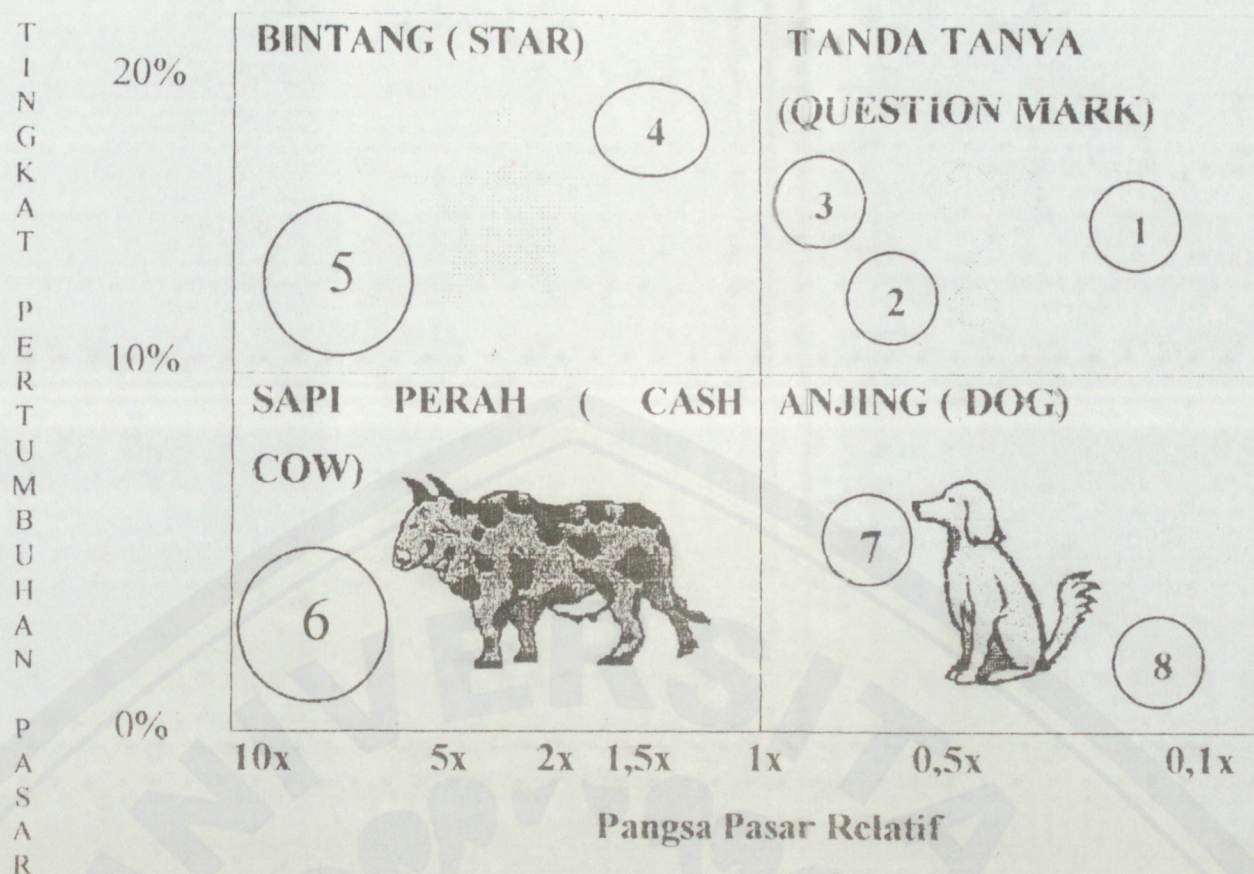 TINGKAT PERTUMBUHAN PASAR
20%
10%
0%
BINTANG ( STAR)
4
5
TANDA TANYA
(QUESTION MARK)
3
1
2
SAPI PERAH ( CASH
COW)
6
ANJING ( DOG)
7
8
10x 5x 2x 1,5x 1x 0,5x 0,1x
Pangsa Pasar Relatif